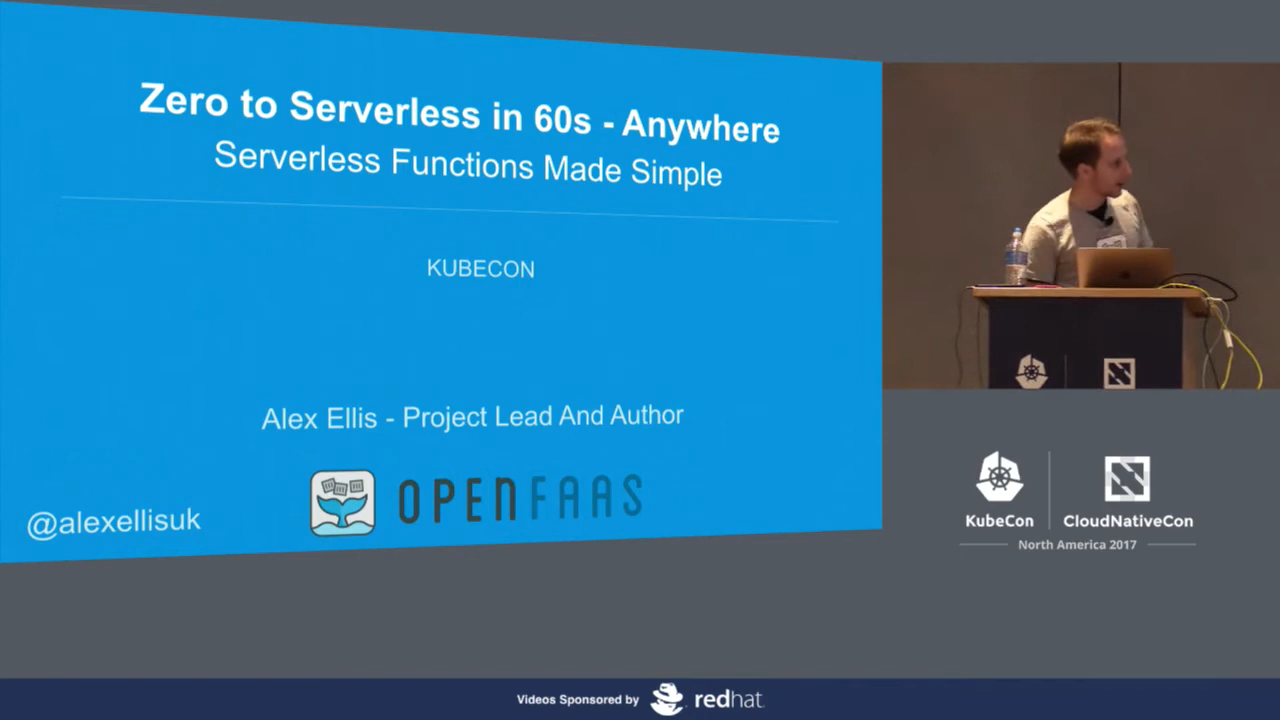 Zero to Serverless in 60s - Anywhere
Serverless Functions Made Simple
KUBECON
Alex Ellis - Project Lead And Author
@alexellisuk
OPENFAAS
KubeCon
CloudNativeCon
North America 2017
Videos Sponsored by redhat.